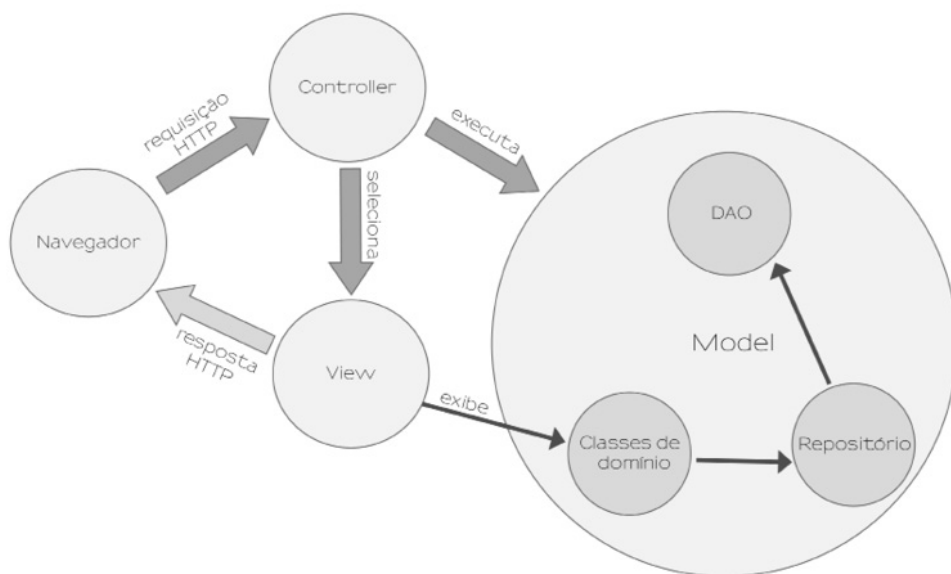 Controller
requisição
HTTP
executa
seleciona
DAO
Navegador
Model
resposta
HTTP
View
exibe
Classes de
domínio
Repositório